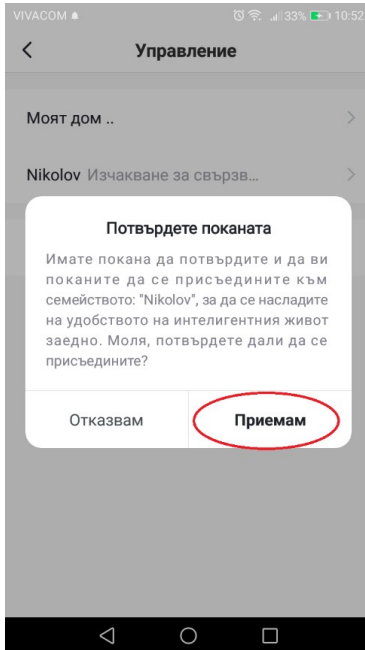 VIVACOM 33% 10:52
Управление
Моят дом ..
Nikolov Изчакване за свързв...
Потвърдете поканата
Имате покана да потвърдите и да ви
поканите да се присъедините към
семейството: "Nikolov", за да се насладите
на удобството на интелигентния живот
заедно. Моля, потвърдете дали да се
присъедините?
Отказвам Приемам